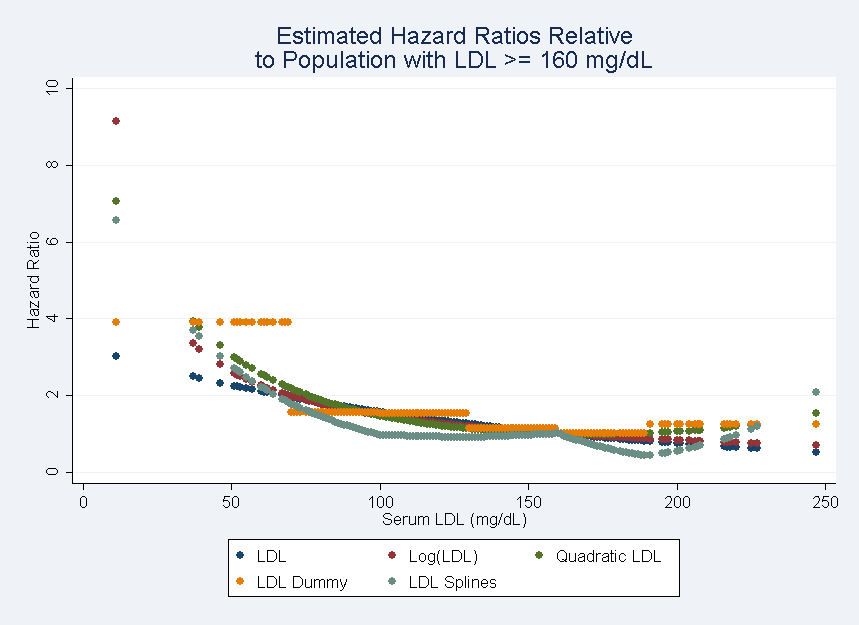 Estimated Hazard Ratios Relative
to Population with LDL >= 160 mg/dL
Hazard Ratio
10
8
6
4
2
0
0 50 100 150 200 250
Serum LDL (mg/dL)
LDL Log(LDL) Quadratic LDL
LDL Dummy LDL Splines